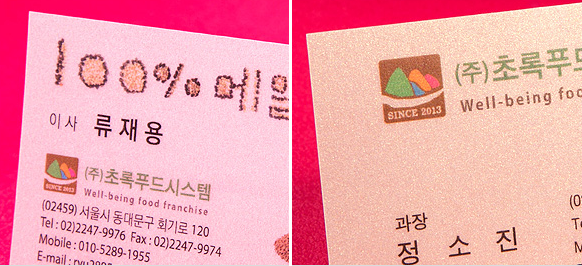 100% 메밀
이사 류재용
SINCE 2013
(주)초록푸드시스템
Well-being food franchise
(02459) 서울시 동대문구 회기로 120
Tel : 02)2247-9976 Fax : 02)2247-9974
Mobile : 010-5289-1955
SINCE 2013
(주)초록푸드
Well-being food
과장
정 소 진